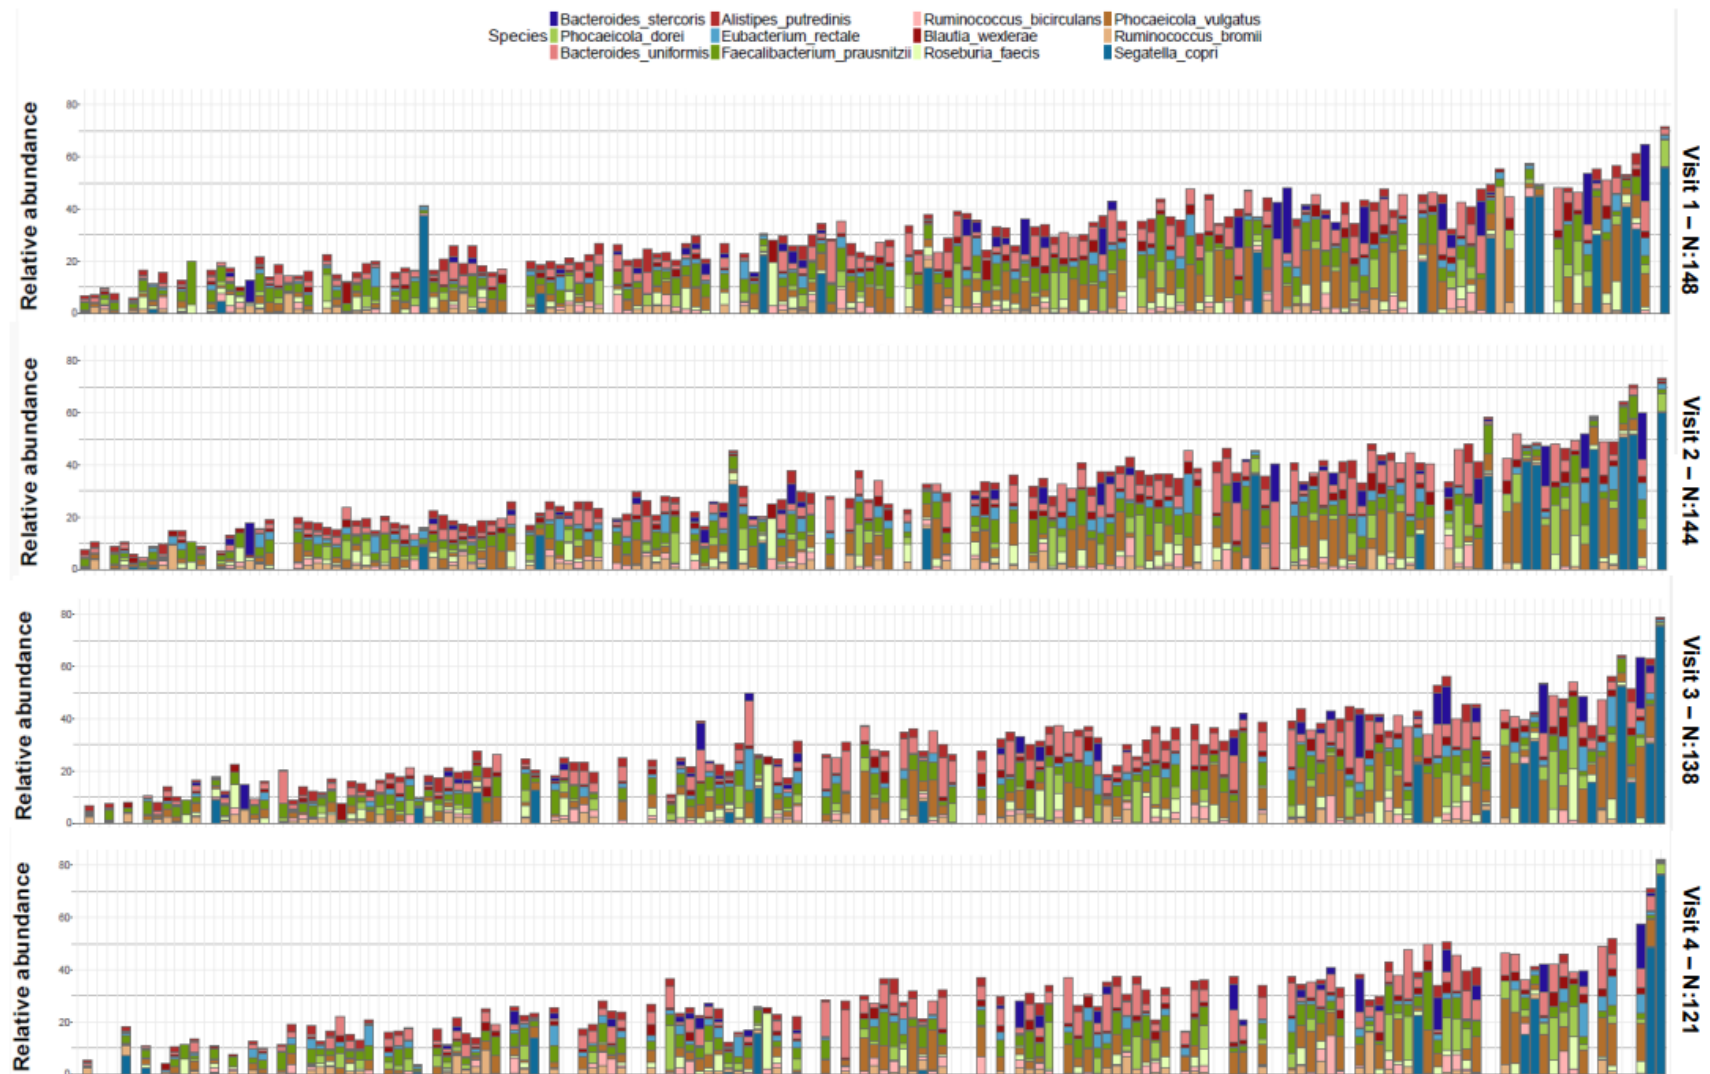 Bacteroides_stercoris Alistipes_putredinis Ruminococcus_bicirculans Phocaeicola_vulgatus
Species Phocaeicola_dorei Eubacterium_rectale Blautia_wexlerae Ruminococcus_bromii
Bacteroides_uniformis Faecalibacterium_prausnitzii Roseburia_faecis Segatella_copri
Relative abundance
80
60
40
20
0
Visit 1 – N:148
Relative abundance
80
60
40
20
0
Visit 2 – N:144
Relative abundance
80
60
40
20
0
Visit 3 – N:138
Relative abundance
80
60
40
20
0
Visit 4 – N:121